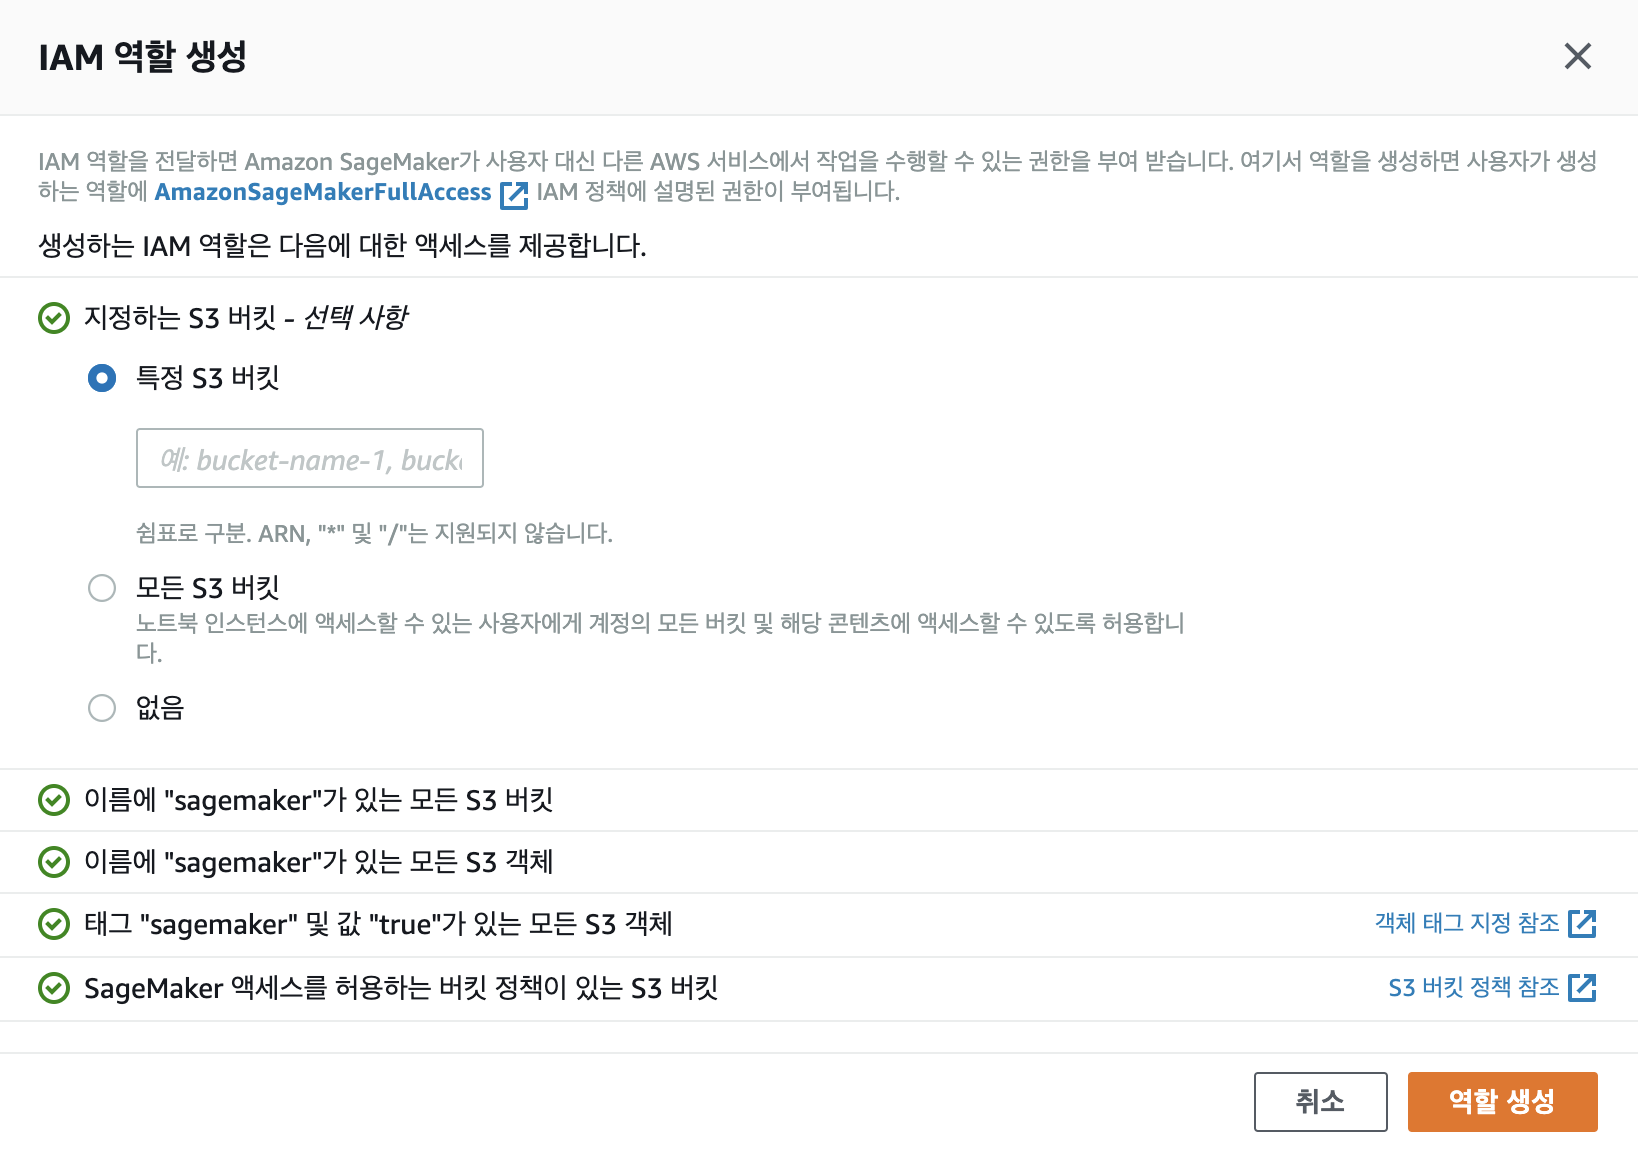 IAM 역할 생성
IAM 역할을 전달하면 Amazon SageMaker가 사용자 대신 다른 AWS 서비스에서 작업을 수행할 수 있는 권한을 부여 받습니다. 여기서 역할을 생성하면 사용자가 생성
하는 역할에 AmazonSageMakerFullAccess IAM 정책에 설명된 권한이 부여됩니다.
생성하는 IAM 역할은 다음에 대한 액세스를 제공합니다.
지정하는 S3 버킷 - 선택 사항
특정 S3 버킷
예: bucket-name-1, bucke
쉼표로 구분. ARN, "*" 및 "/"는 지원되지 않습니다.
모든 S3 버킷
노트북 인스턴스에 액세스할 수 있는 사용자에게 계정의 모든 버킷 및 해당 콘텐츠에 액세스할 수 있도록 허용합니
다.
없음
이름에 "sagemaker"가 있는 모든 S3 버킷
이름에 "sagemaker"가 있는 모든 S3 객체
태그 "sagemaker" 및 값 "true"가 있는 모든 S3 객체 객체 태그 지정 참조
SageMaker 액세스를 허용하는 버킷 정책이 있는 S3 버킷 S3 버킷 정책 참조
취소 역할 생성